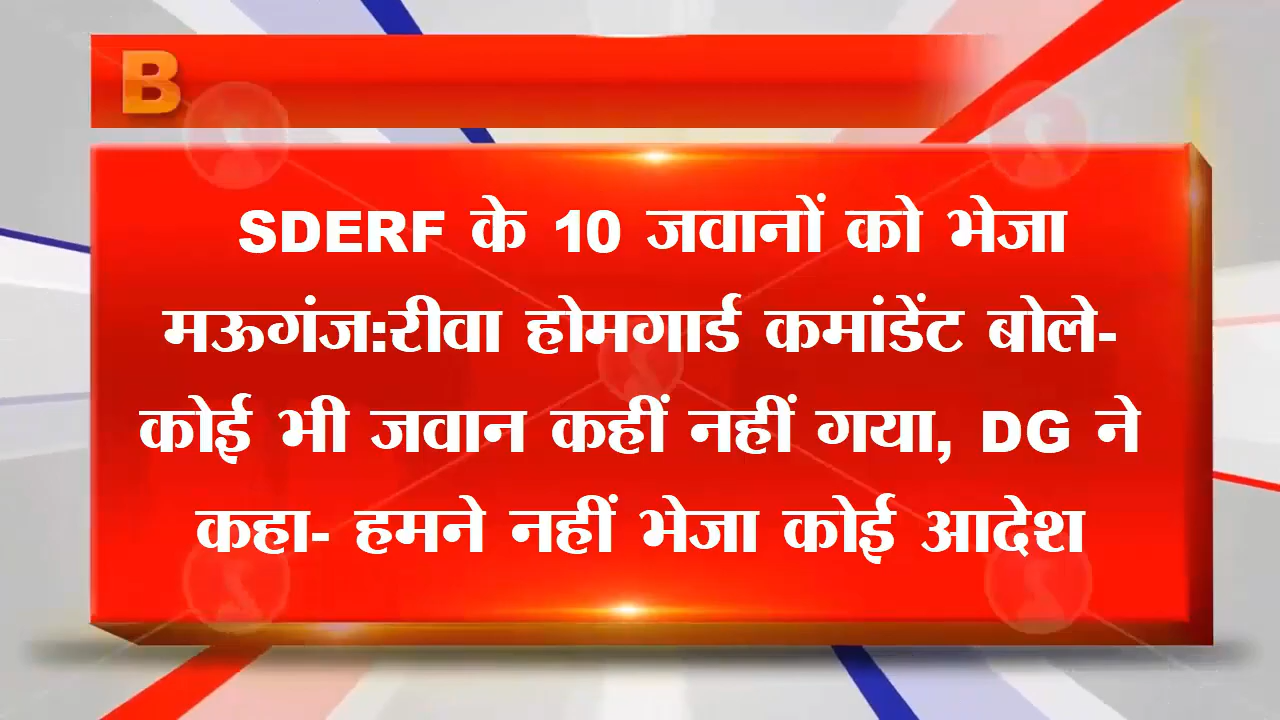 B
SDERF के 10 जवानों को भेजा
मऊगंज:रीवा होमगार्ड कमांडेंट बोले-
कोई भी जवान कहीं नहीं गया, DG ने
कहा- हमने नहीं भेजा कोई आदेश